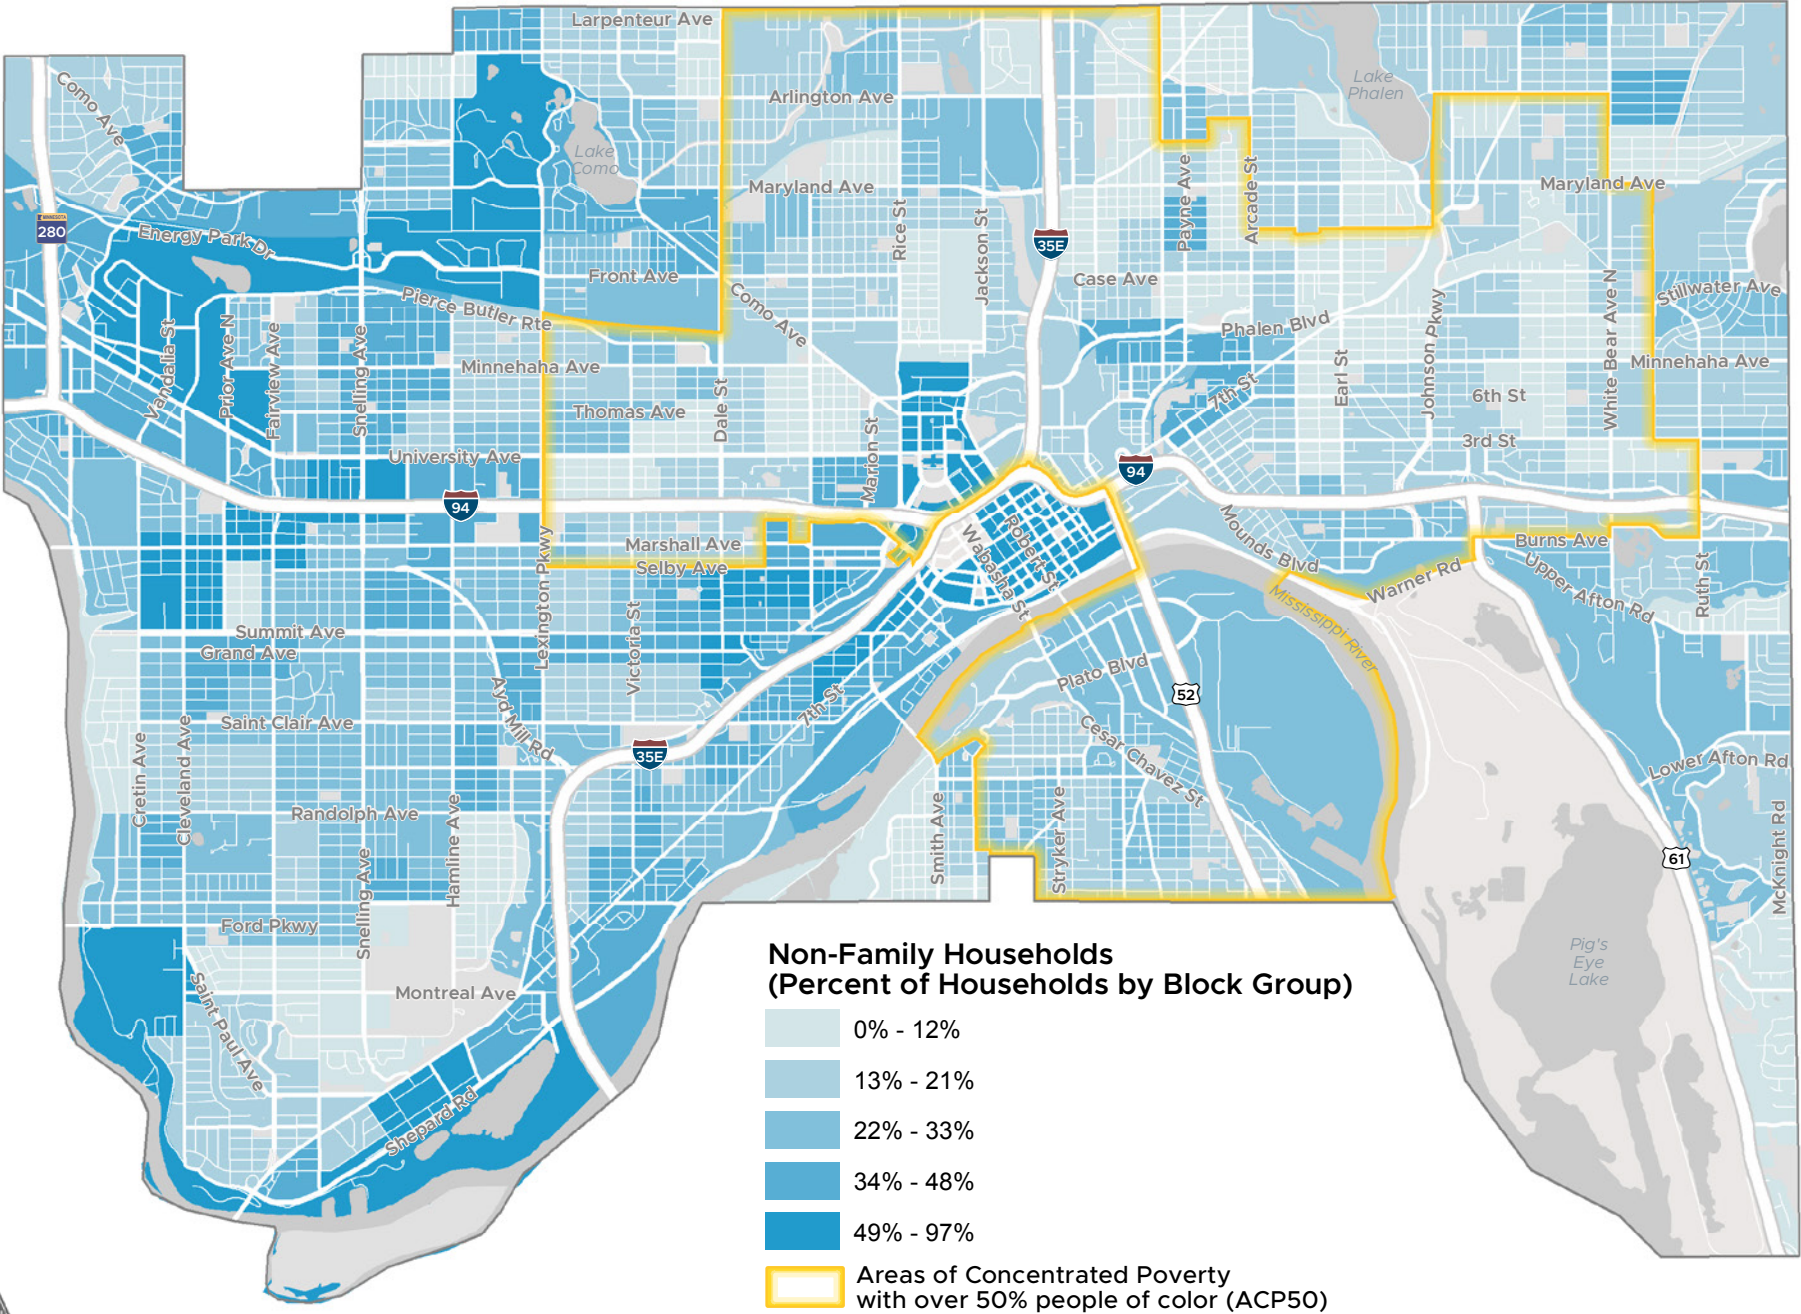 Larpenteur Ave
Como Ave
Arlington Ave
Lake
Phalen
Lake
Como
Payne Ave
Arcade St
Maryland Ave
Maryland Ave
Rice St
Jackson St
MINNESOTA
280
Energy Park Dr
35E
Front Ave
Case Ave
Como Ave
Stillwater Ave
Pierce Butler Rte
Phalen Blvd
Johnson Pkwy
White Bear Ave N
Vandalia St
Prior Ave N
Fairview Ave
Snelling Ave
Minnehaha Ave
Minnehaha Ave
Earl St
7th St
6th St
Dale St
Thomas Ave
Marion St
3rd St
University Ave
94
94
Lexington Pkwy
Marshall Ave
Selby Ave
Wabasha St
Robert St
Mounds Blvd
Burns Ave
Upper Afton Rd
Warner Rd
Ruth St
Mississippi River
Summit Ave
Grand Ave
Victoria St
Plato Blvd
52
Ayd Mill Rd
7th St
Saint Clair Ave
Cesar Chavez St
35E
Cretin Ave
Cleveland Ave
Lower Afton Rd
Randolph Ave
Hamline Ave
Smith Ave
Stryker Ave
McKnight Rd
61
Snelling Ave
Ford Pkwy
Pig's
Eye
Lake
Saint Paul Ave
Montreal Ave
Shepard Rd
Non-Family Households
(Percent of Households by Block Group)
0% - 12%
13% - 21%
22% - 33%
34% - 48%
49% - 97%
Areas of Concentrated Poverty
with over 50% people of color (ACP50)